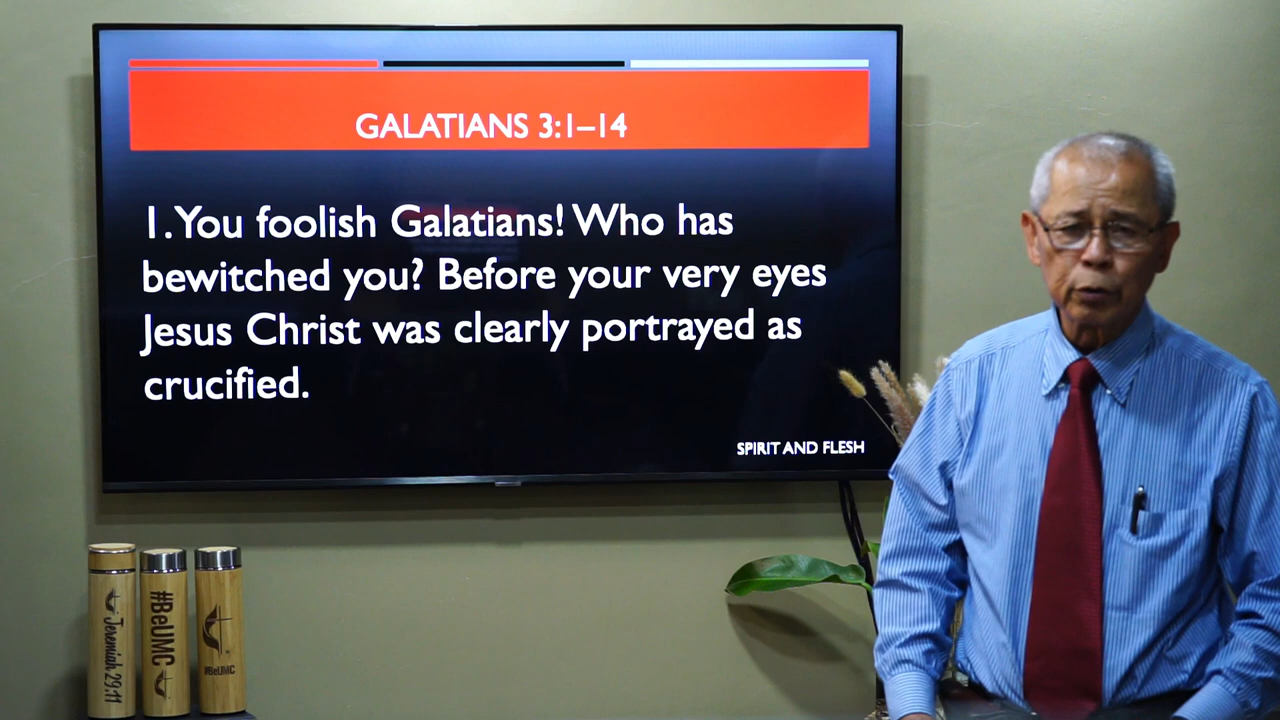 GALATIANS 3:1–14
1. You foolish Galatians! Who has
bewitched you? Before your very eyes
Jesus Christ was clearly portrayed as
crucified.
SPIRIT AND FLESH
Jeremiah 29:11
#BeUMC
#BeUMC